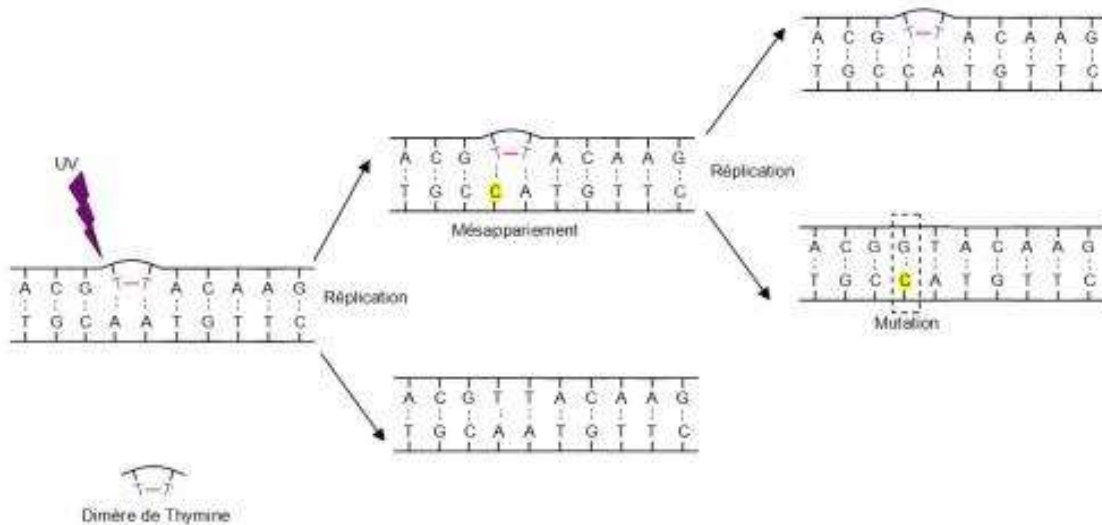 UV
A C G T T A C A A G
T G C A A T G T T C
Réplication
A C G T T A C A A G
T G C C A T G T T C
Mésappariement
A C G T T A C A A G
T G C A A T G T T C
Réplication
A C G T T A C A A G
T G C C A T G T T C
A C G G T A C A A G
T G C C A T G T T C
Mutation
T T
Dimère de Thymine